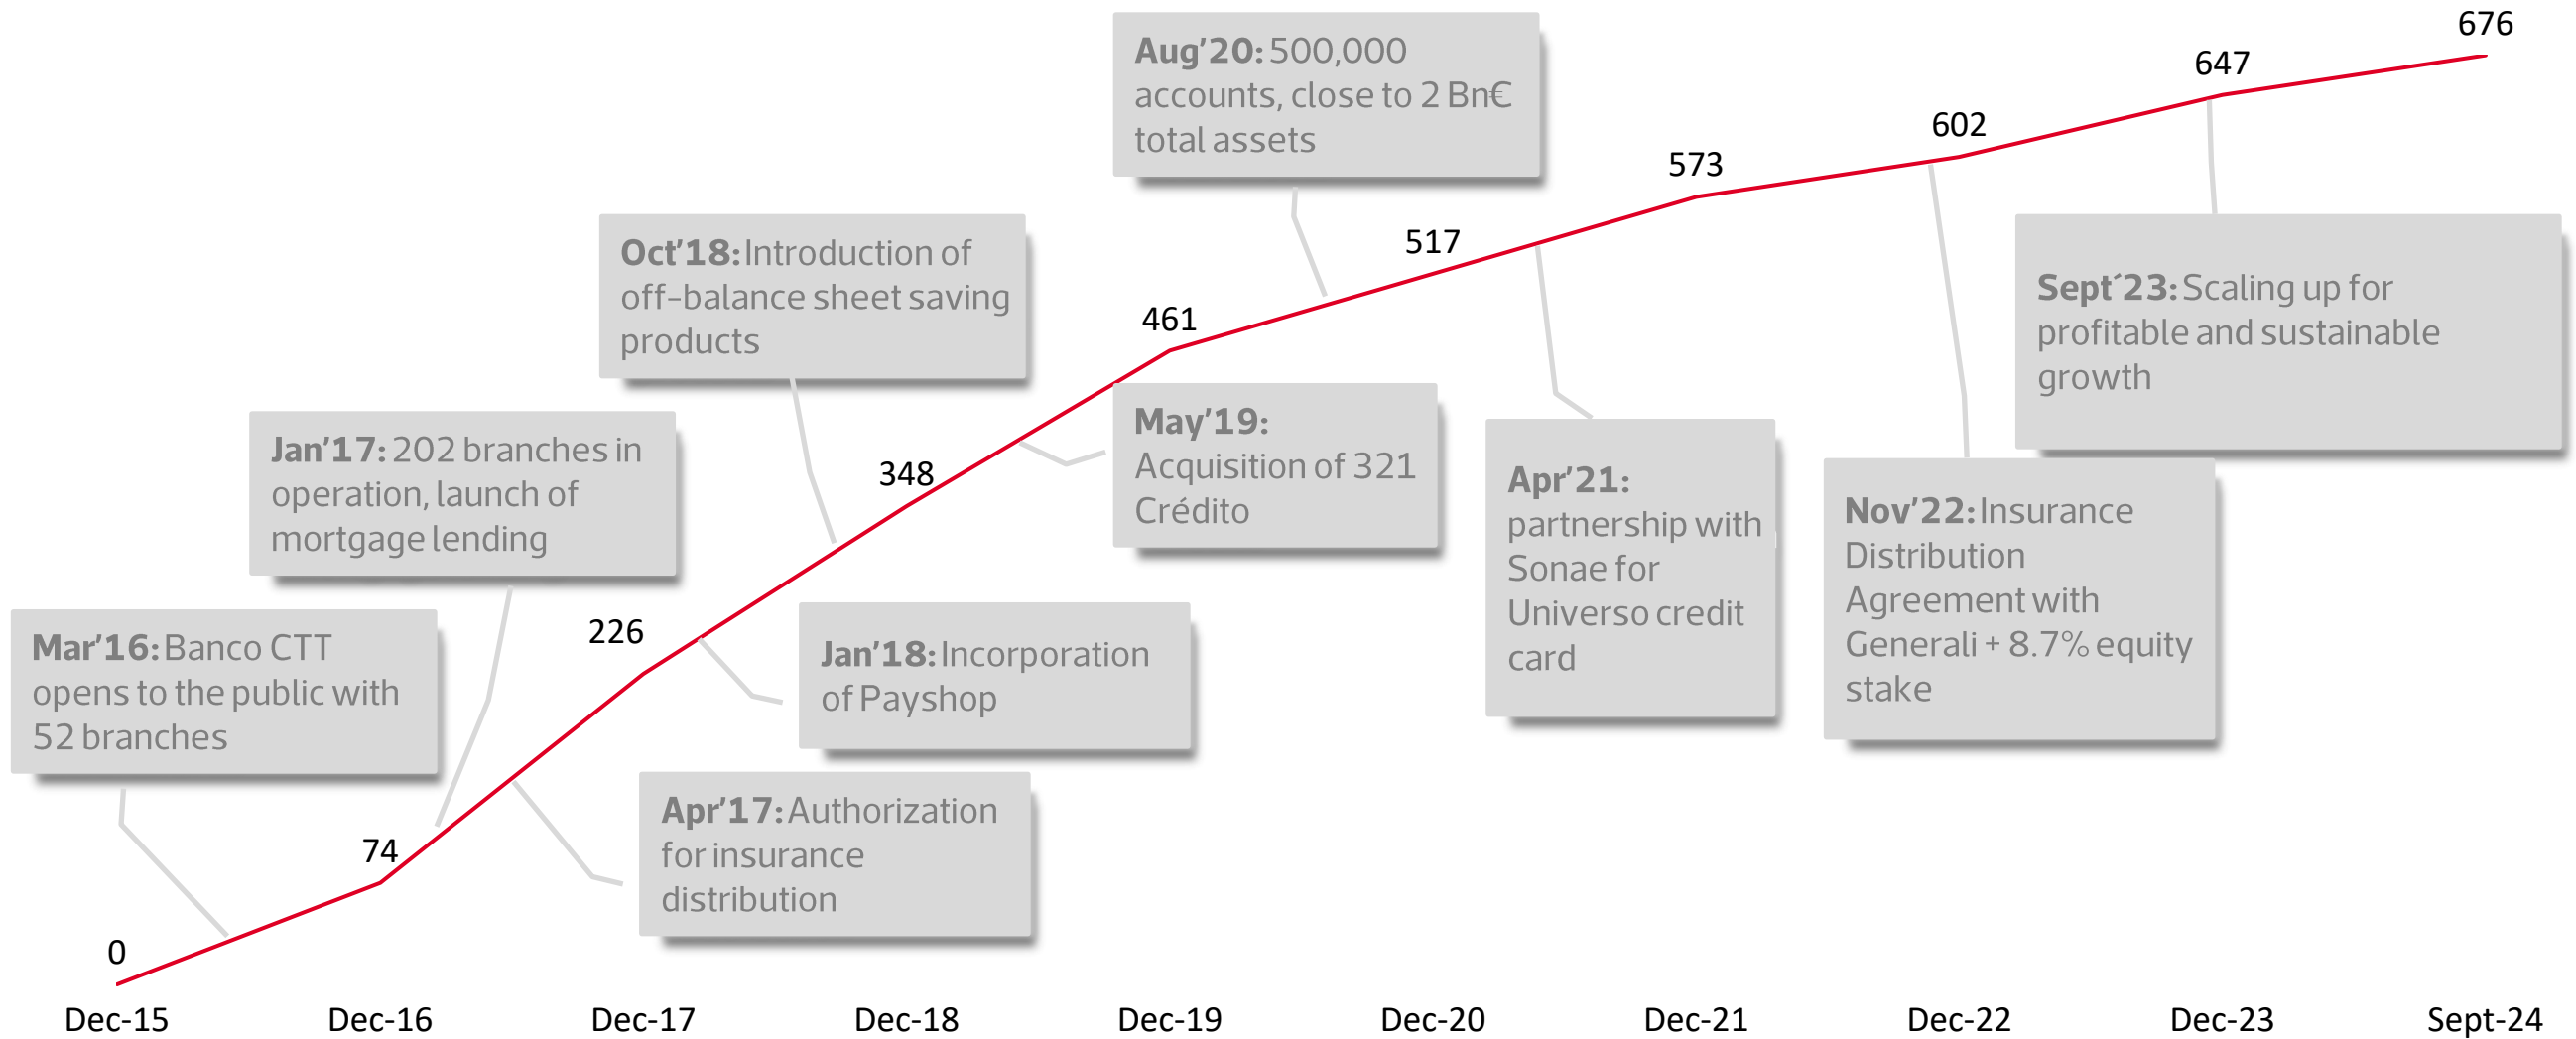 676
647
602
573
517
461
348
226
74
0
Aug'20: 500,000
accounts, close to 2 Bn€
total assets
Oct'18: Introduction of
off-balance sheet saving
products
Sept´23: Scaling up for
profitable and sustainable
growth
Jan'17: 202 branches in
operation, launch of
mortgage lending
May'19:
Acquisition of 321
Crédito
Apr'21:
partnership with
Sonae for
Universo credit
card
Nov'22: Insurance
Distribution
Agreement with
Generali + 8.7% equity
stake
Mar'16: Banco CTT
opens to the public with
52 branches
Jan'18: Incorporation
of Payshop
Apr'17: Authorization
for insurance
distribution
Dec-15 Dec-16 Dec-17 Dec-18 Dec-19 Dec-20 Dec-21 Dec-22 Dec-23 Sept-24